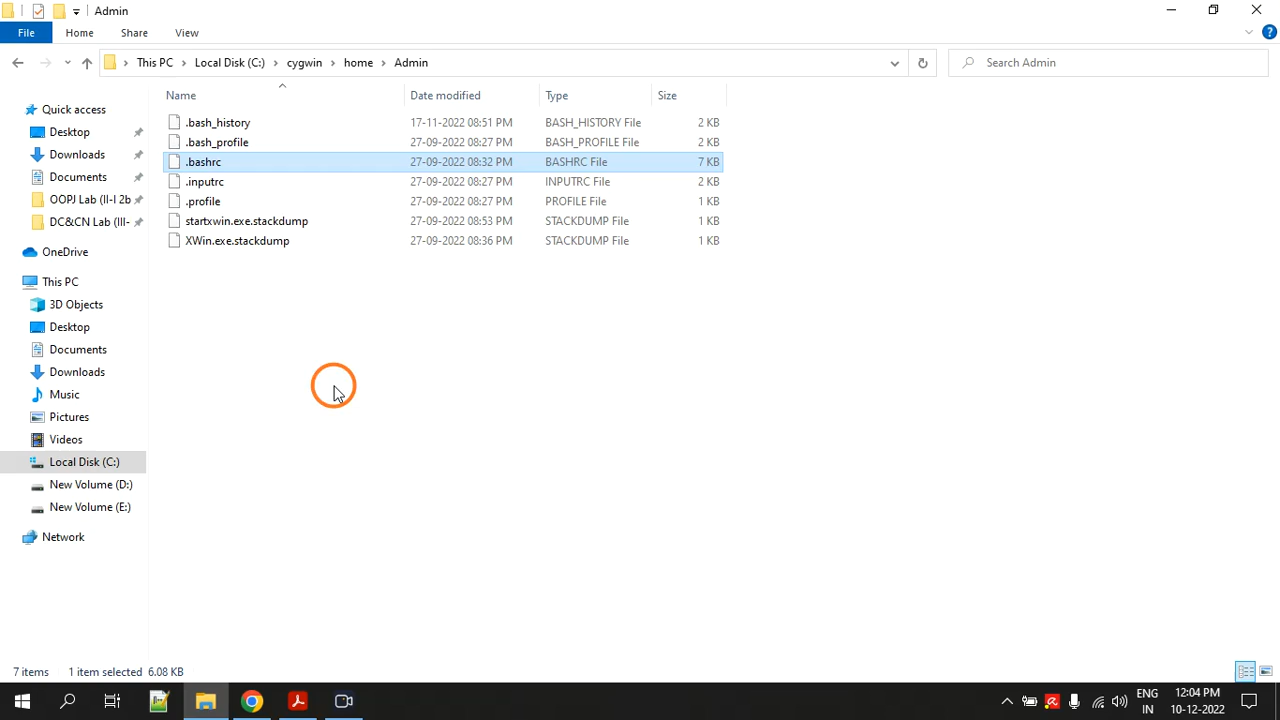 Admin
File Home Share View
This PC Local Disk (C:) cygwin home Admin Search Admin
Name Date modified Type Size
.bash_history 17-11-2022 08:51 PM BASH_HISTORY File 2 KB
.bash_profile 27-09-2022 08:27 PM BASH_PROFILE File 2 KB
.bashrc 27-09-2022 08:32 PM BASHRC File 7 KB
.inputrc 27-09-2022 08:27 PM INPUTRC File 2 KB
.profile 27-09-2022 08:27 PM PROFILE File 1 KB
startxwin.exe.stackdump 27-09-2022 08:53 PM STACKDUMP File 1 KB
XWin.exe.stackdump 27-09-2022 08:36 PM STACKDUMP File 1 KB
Quick access
Desktop
Downloads
Documents
OOPJ Lab (II-I 2b
DC&CN Lab (III-
OneDrive
This PC
3D Objects
Desktop
Documents
Downloads
Music
Pictures
Videos
Local Disk (C:)
New Volume (D:)
New Volume (E:)
Network
7 items 1 item selected 6.08 KB
ENG 12:04 PM
IN 10-12-2022